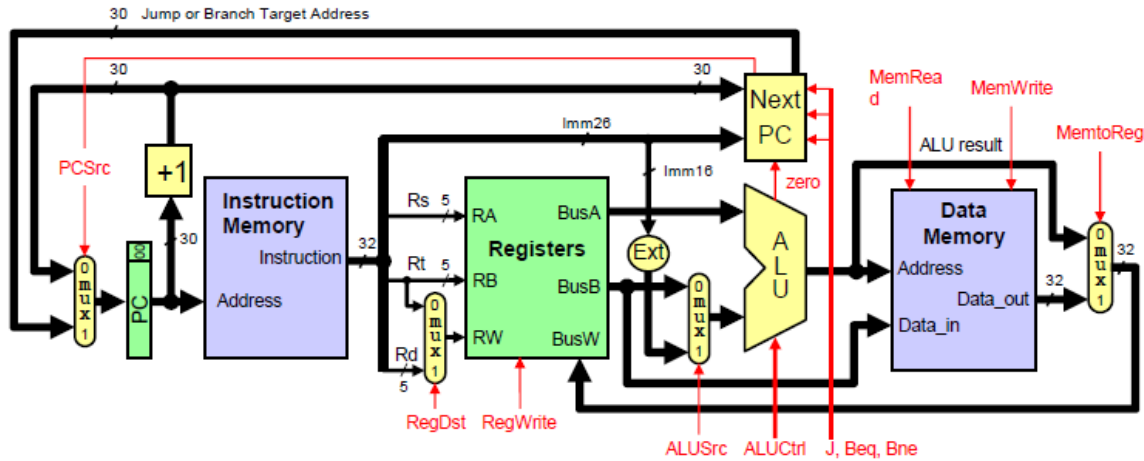 30 Jump or Branch Target Address
30
30
Next
PC
MemRea
d
MemWrite
MemtoReg
Imm26
Imm16
ALU result
PCSrc
+1
zero
Instruction
Memory
Instruction
Address
32
30
Rs 5
Rt 5
Rd
5
RA
RB
RW
Registers
BusA
BusB
BusW
Ext
A
L
U
Data
Memory
Address
Data_out
Data_in
32
32
0
m
u
x
1
PC
00
0
m
u
x
1
0
m
u
x
1
0
m
u
x
1
RegDst
RegWrite
ALUSrc
ALUCtrl
J, Beq, Bne